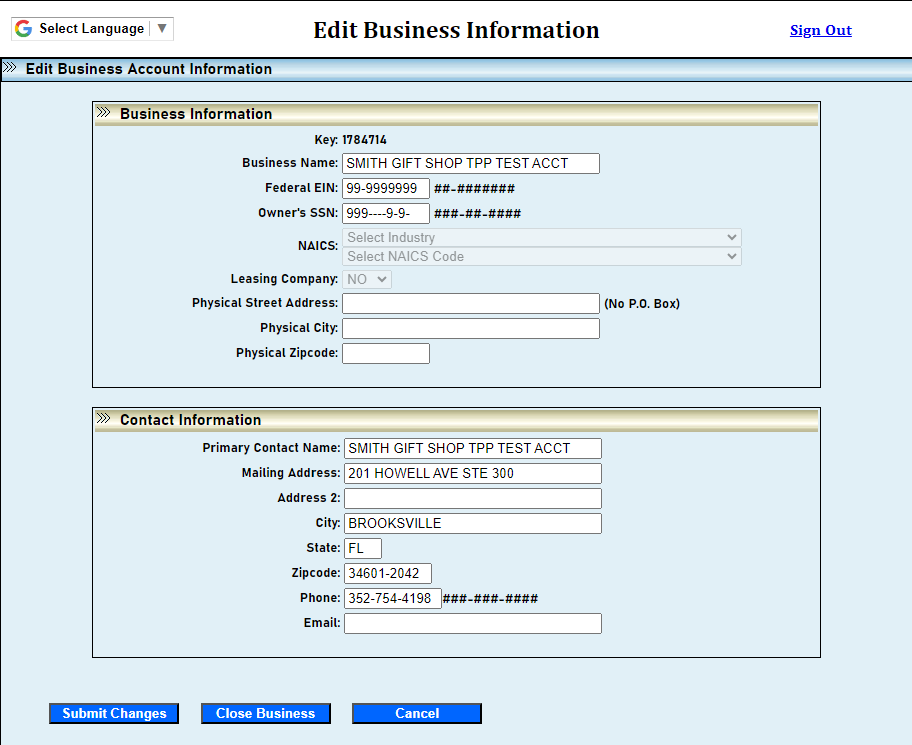 Select Language ▼
Edit Business Information
Sign Out
Edit Business Account Information
Business Information
Key: 1784714
Business Name: SMITH GIFT SHOP TPP TEST ACCT
Federal EIN: 99-9999999 ##-#######
Owner's SSN: 999----9-9- ###-##-####
NAICS: Select Industry
Select NAICS Code
Leasing Company: NO
Physical Street Address: (No P.O. Box)
Physical City:
Physical Zipcode:
Contact Information
Primary Contact Name: SMITH GIFT SHOP TPP TEST ACCT
Mailing Address: 201 HOWELL AVE STE 300
Address 2:
City: BROOKSVILLE
State: FL
Zipcode: 34601-2042
Phone: 352-754-4198 ###-###-####
Email:
Submit Changes Close Business Cancel